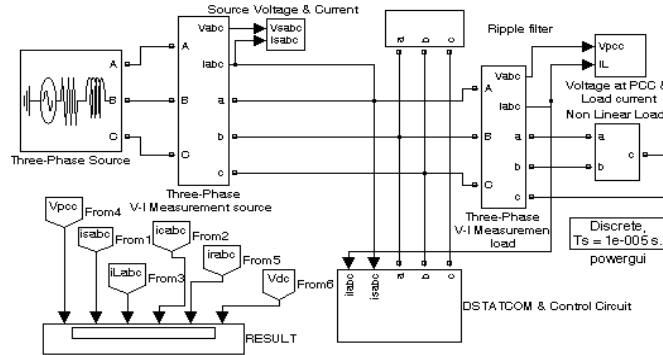 Source Voltage & Current
Vabc
Iabc
Vsabc
Isabc
A
B
C
A
B
C
a
b
c
Three-Phase Source
Three-Phase
V-I Measurement source
a
b
c
Ripple filter
Vabc
Iabc
A
B
C
a
b
c
Vpcc
IL
Voltage at PCC &
Load current
Non Linear Load
a
b
c
Three-Phase
V-I Measuremen
load
Discrete,
Ts = 1e-005 s.
powergui
Vpcc
From4
isabc
From1
iLabc
From3
icabc
From2
irabc
From5
Vdc
From6
RESULT
ilabc
isabc
a
b
c
DSTATCOM & Control Circuit